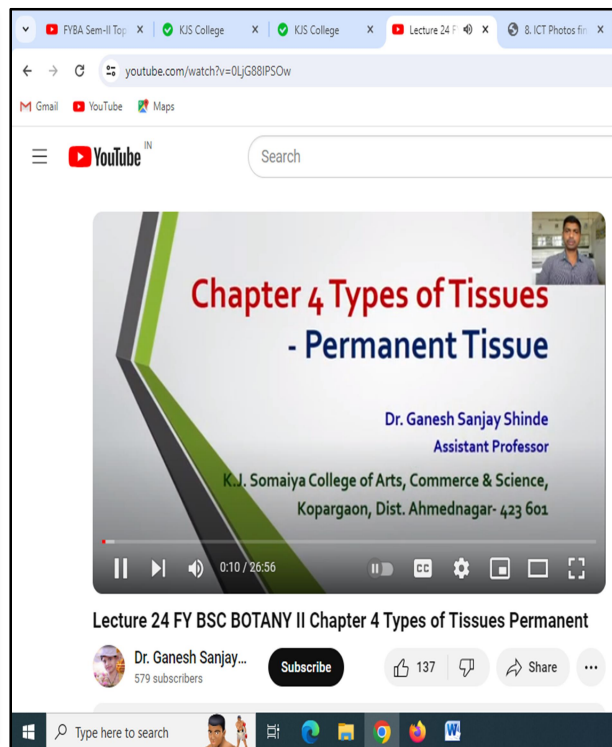 FYBA Sem-II Top
KJS College
KJS College
Lecture 24 F
8. ICT Photos fin
youtube.com/watch?v=0LjG88IPSOw
Gmail
YouTube
Maps
YouTube IN
Search
Chapter 4 Types of Tissues
- Permanent Tissue
Dr. Ganesh Sanjay Shinde
Assistant Professor
K.J. Somaiya College of Arts, Commerce & Science,
Kopargaon, Dist. Ahmednagar- 423 601
0:10 / 26:56
CC
Lecture 24 FY BSC BOTANY II Chapter 4 Types of Tissues Permanent
Dr. Ganesh Sanjay...
579 subscribers
Subscribe
137
Share
Type here to search